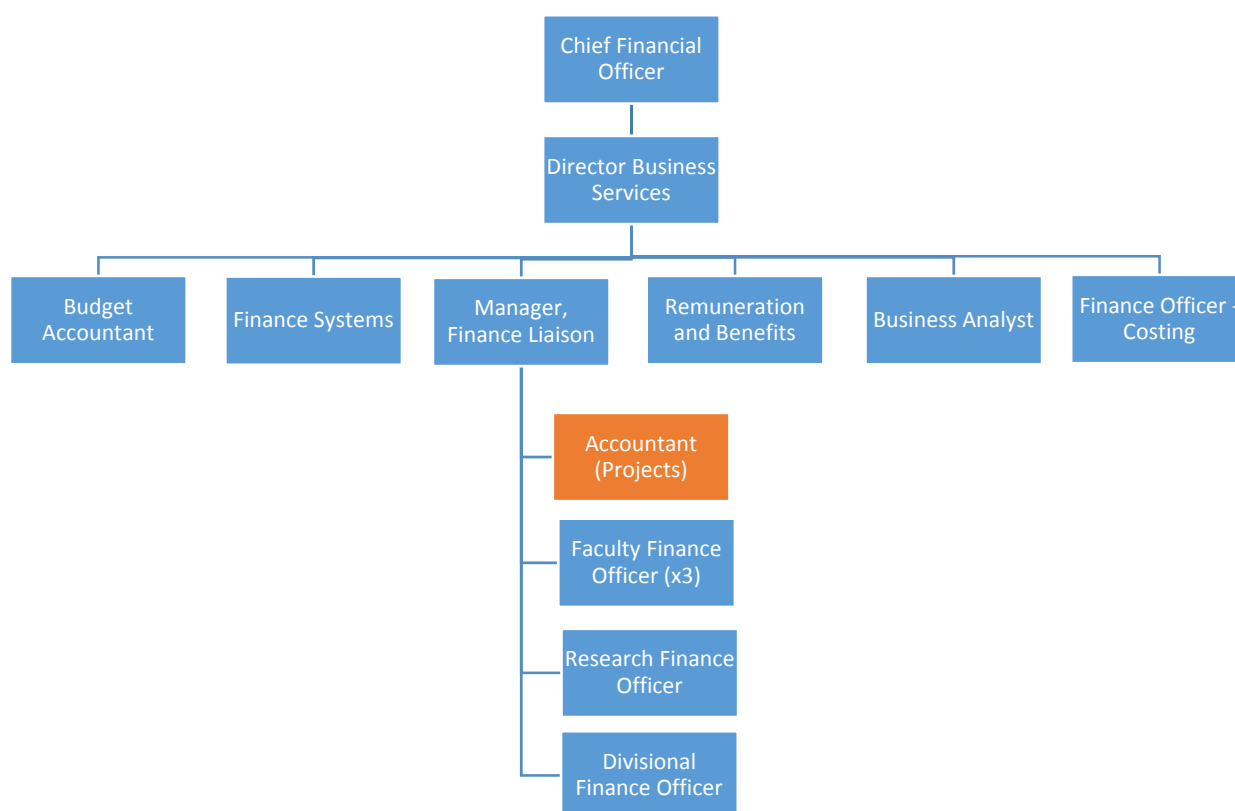 Chief Financial
Officer
Director Business
Services
Budget
Accountant
Finance Systems
Manager,
Finance Liaison
Remuneration
and Benefits
Business Analyst
Finance Officer -
Costing
Accountant
(Projects)
Faculty Finance
Officer (x3)
Research Finance
Officer
Divisional
Finance Officer